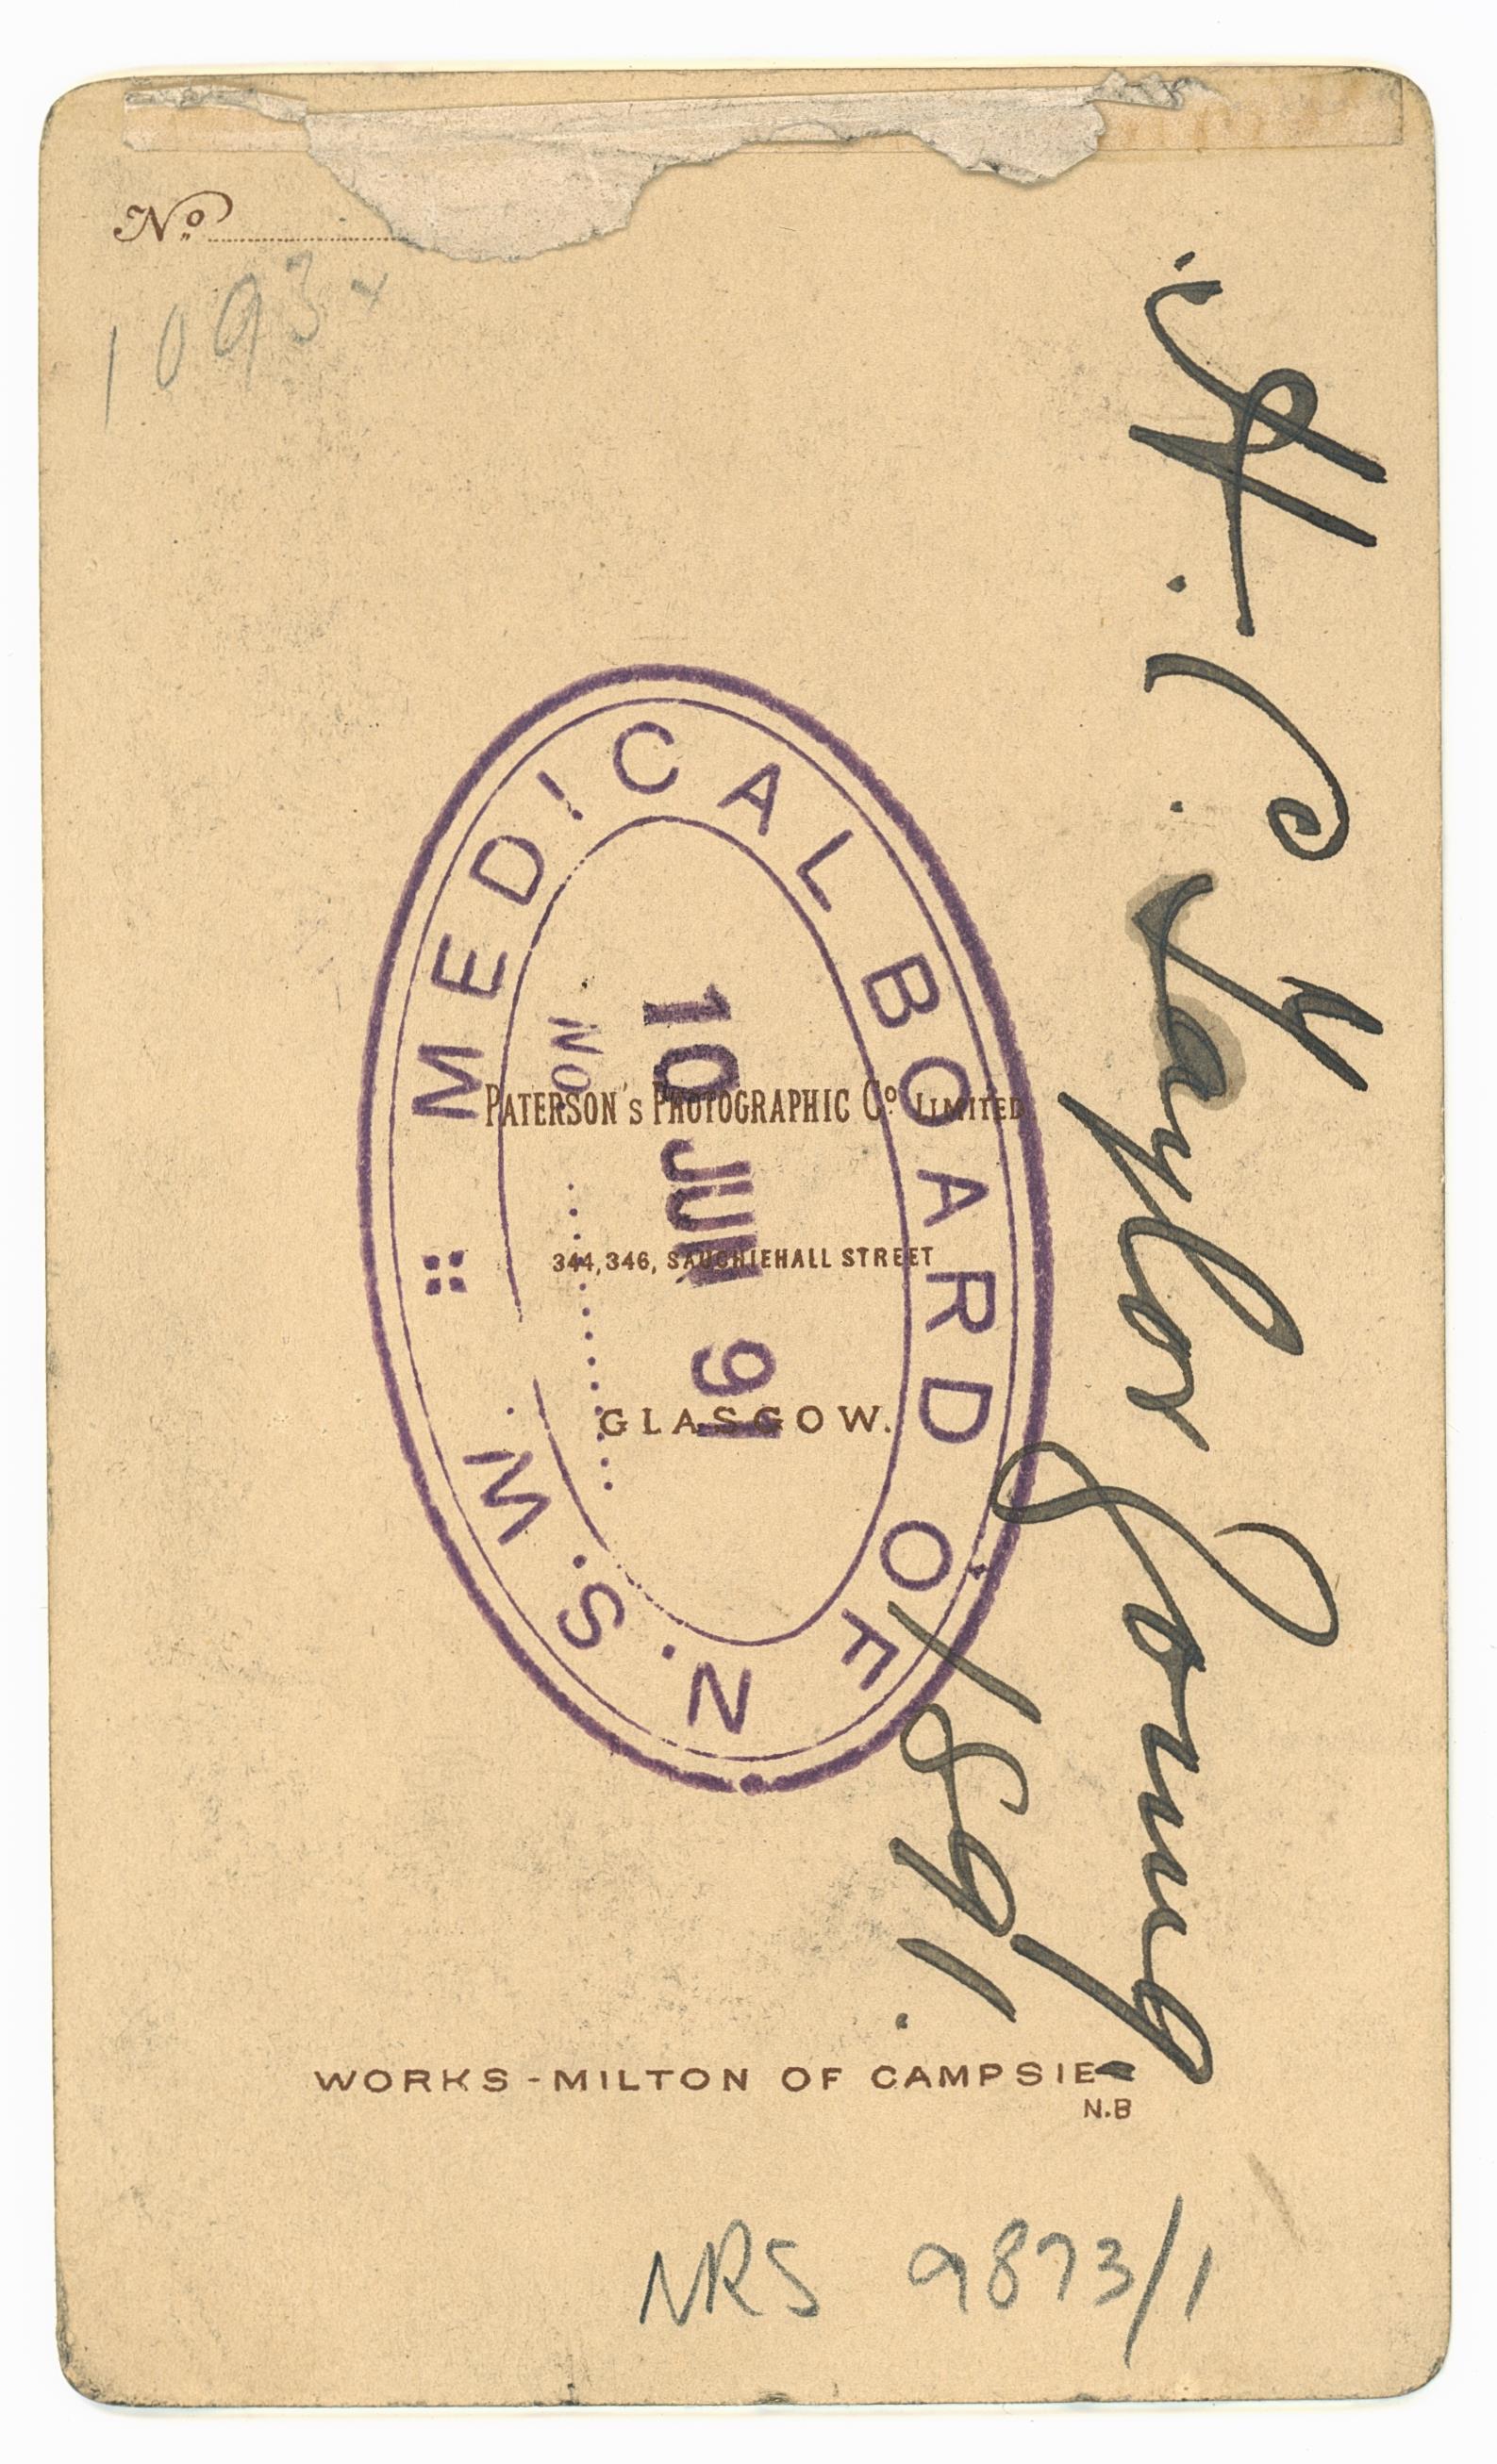 No
1093
H. C. Taylor Young
1891.
MEDICAL BOARD OF N.S.W.
NO
10 JUN 91
PATERSON'S PHOTOGRAPHIC Co LIMITED
344,346, SAUCHIEHALL STREET
GLASGOW.
WORKS-MILTON OF CAMPSIE
N.B
NRS 9873/1